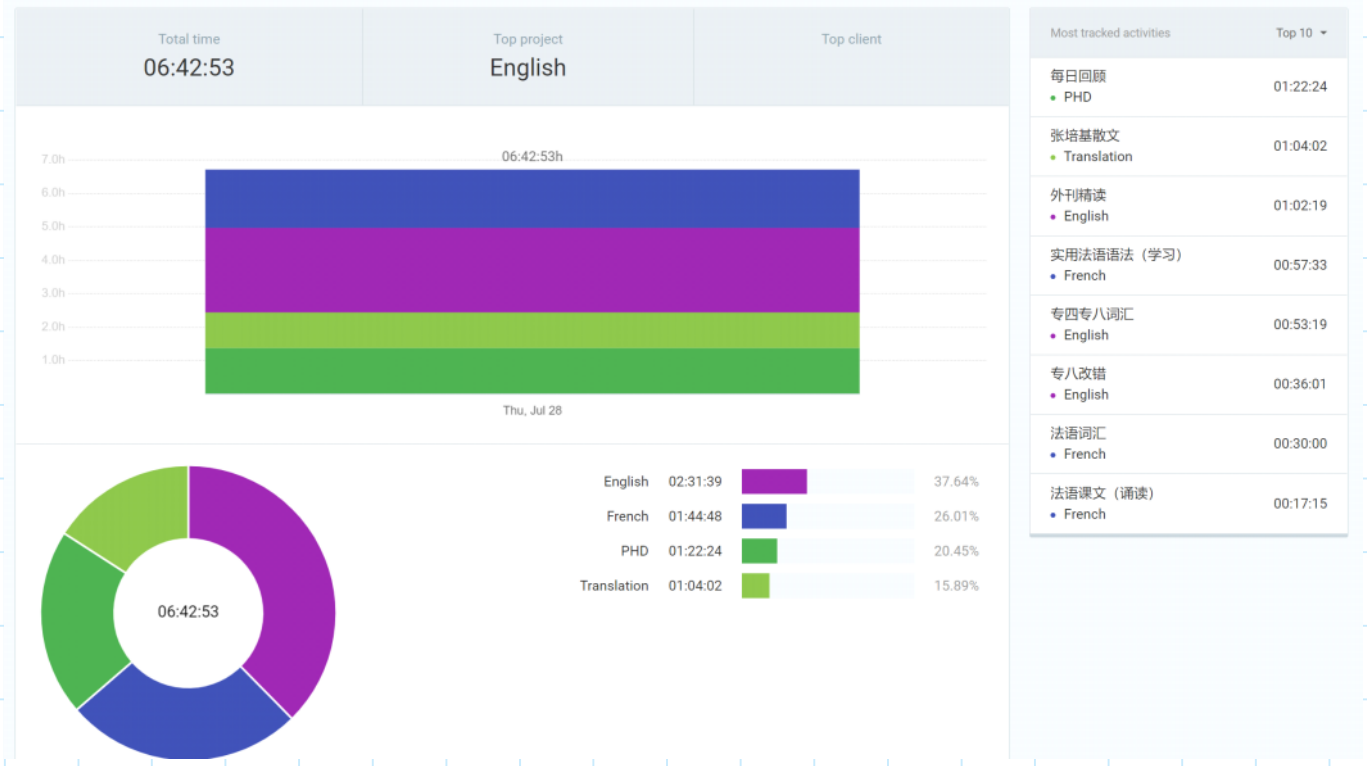 Total time
06:42:53
Top project
English
Top client
06:42:53h
7.0h
6.0h
5.0h
4.0h
3.0h
2.0h
1.0h
Thu, Jul 28
06:42:53
English 02:31:39 37.64%
French 01:44:48 26.01%
PHD 01:22:24 20.45%
Translation 01:04:02 15.89%
Most tracked activities Top 10
每日回顾
PHD
01:22:24
张培基散文
Translation
01:04:02
外刊精读
English
01:02:19
实用法语语法（学习）
French
00:57:33
专四专八词汇
English
00:53:19
专八改错
English
00:36:01
法语词汇
French
00:30:00
法语课文（诵读）
French
00:17:15